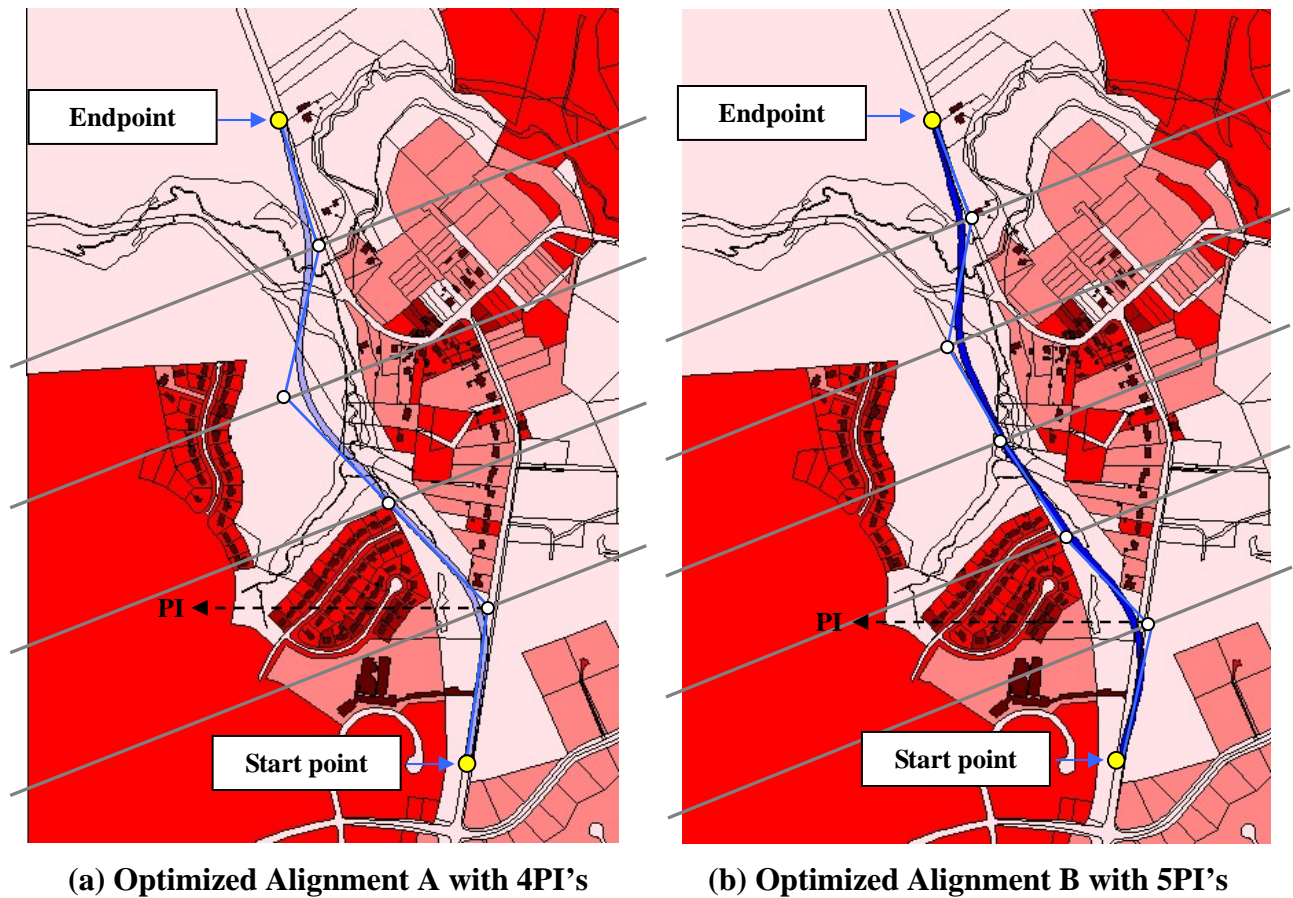 Endpoint
PI
Start point
(a) Optimized Alignment A with 4PI's
Endpoint
PI
Start point
(b) Optimized Alignment B with 5PI's